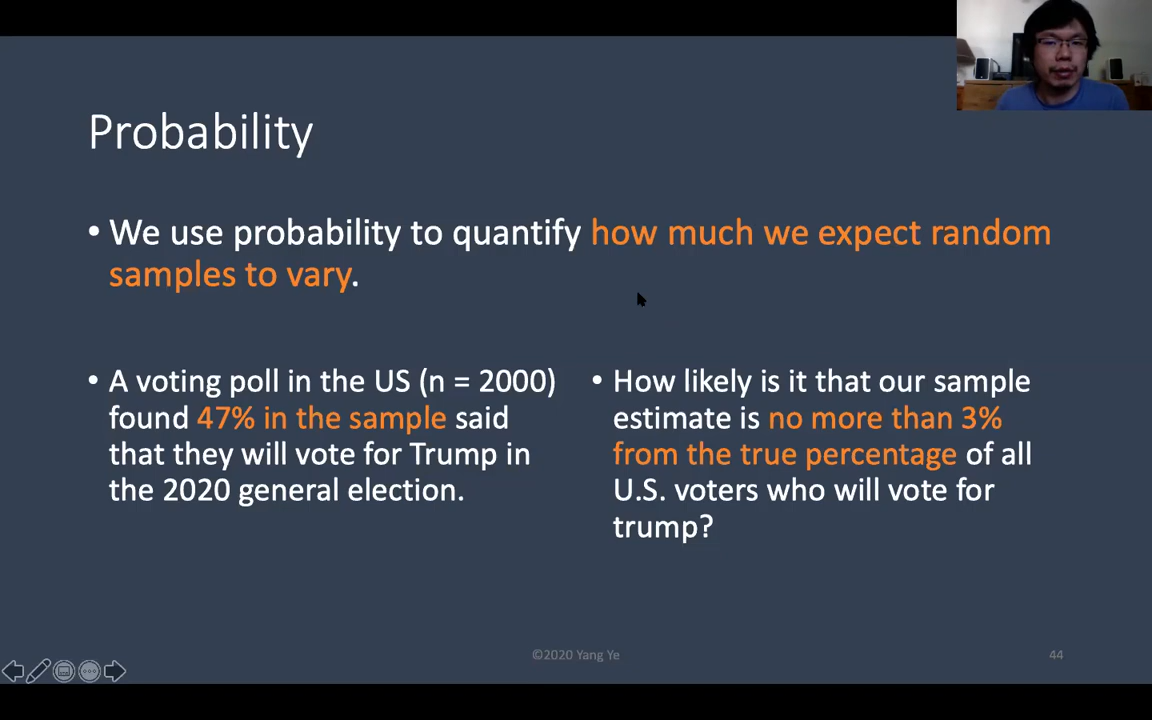 Probability
• We use probability to quantify how much we expect random
samples to vary.
• A voting poll in the US (n = 2000)
found 47% in the sample said
that they will vote for Trump in
the 2020 general election.
• How likely is it that our sample
estimate is no more than 3%
from the true percentage of all
U.S. voters who will vote for
trump?
©2020 Yang Ye
44